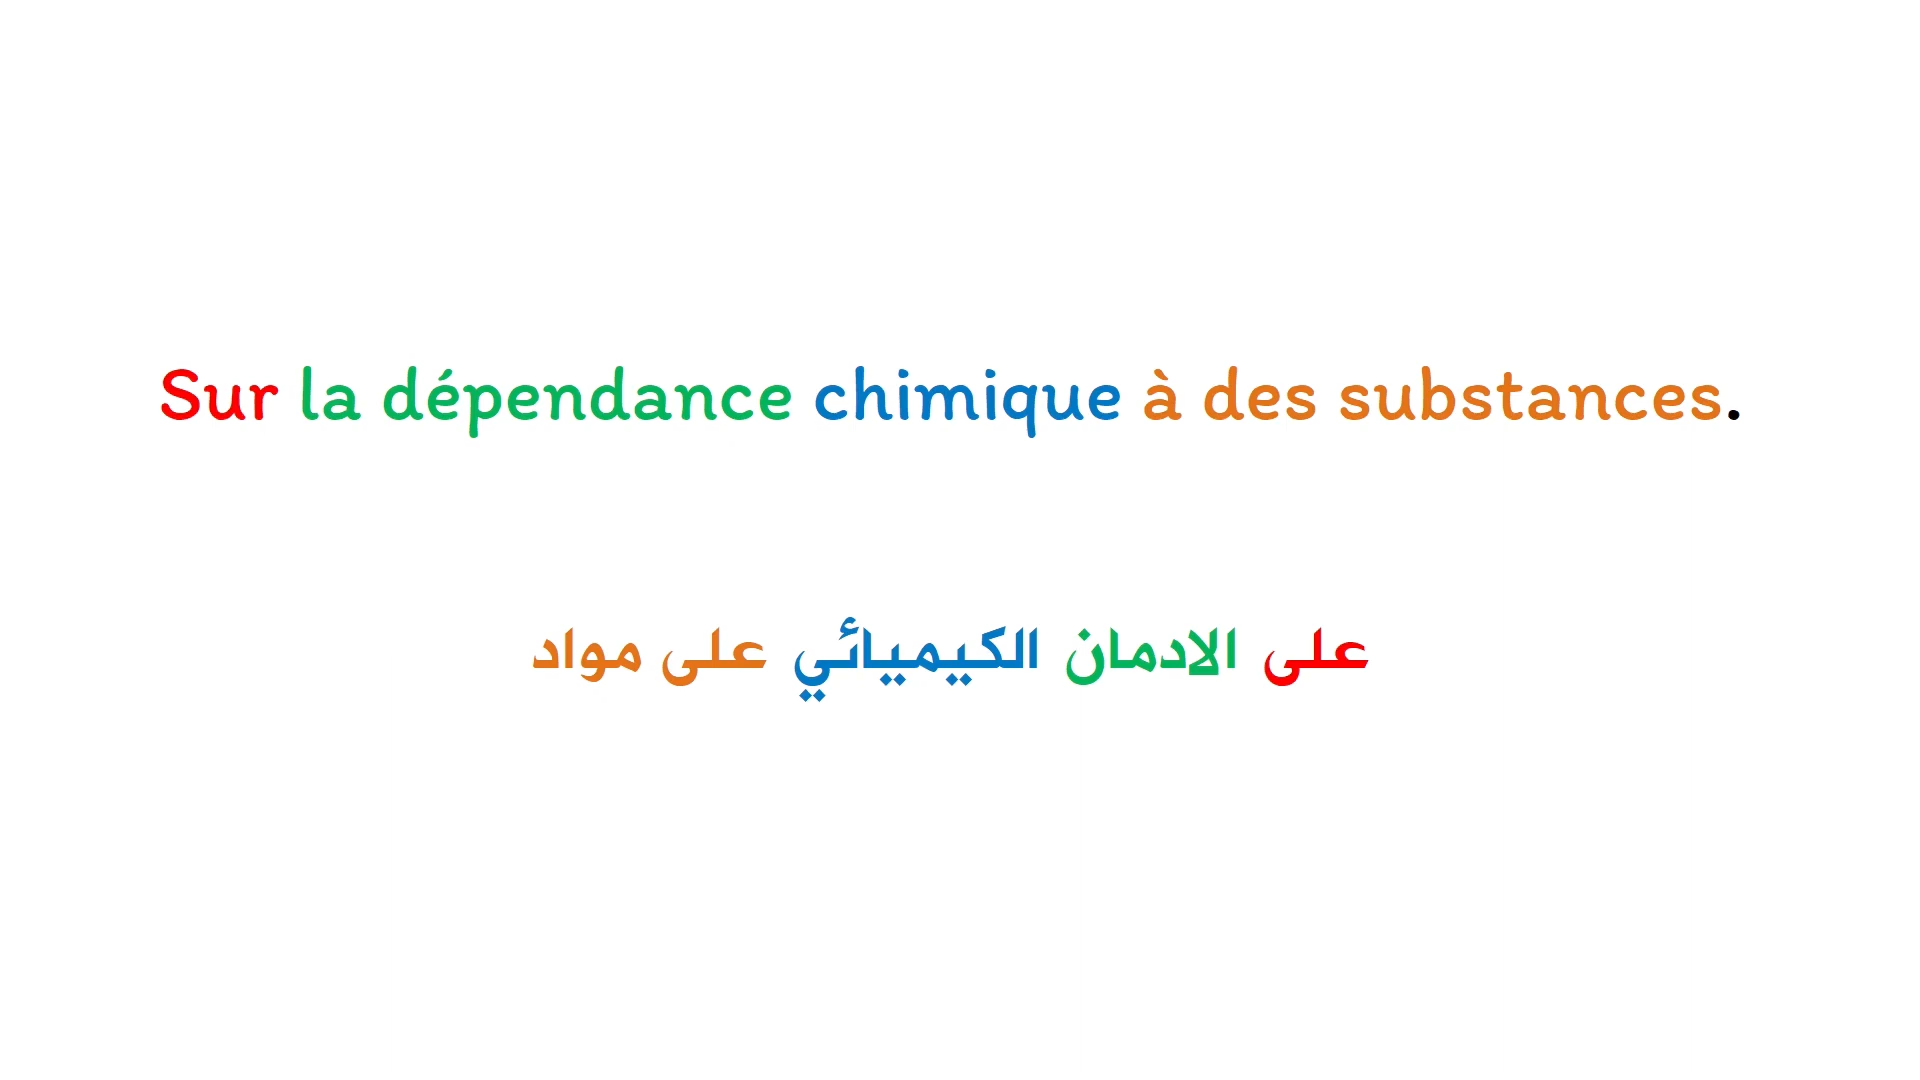 Sur la dépendance chimique à des substances.
على الادمان الكيميائي على مواد